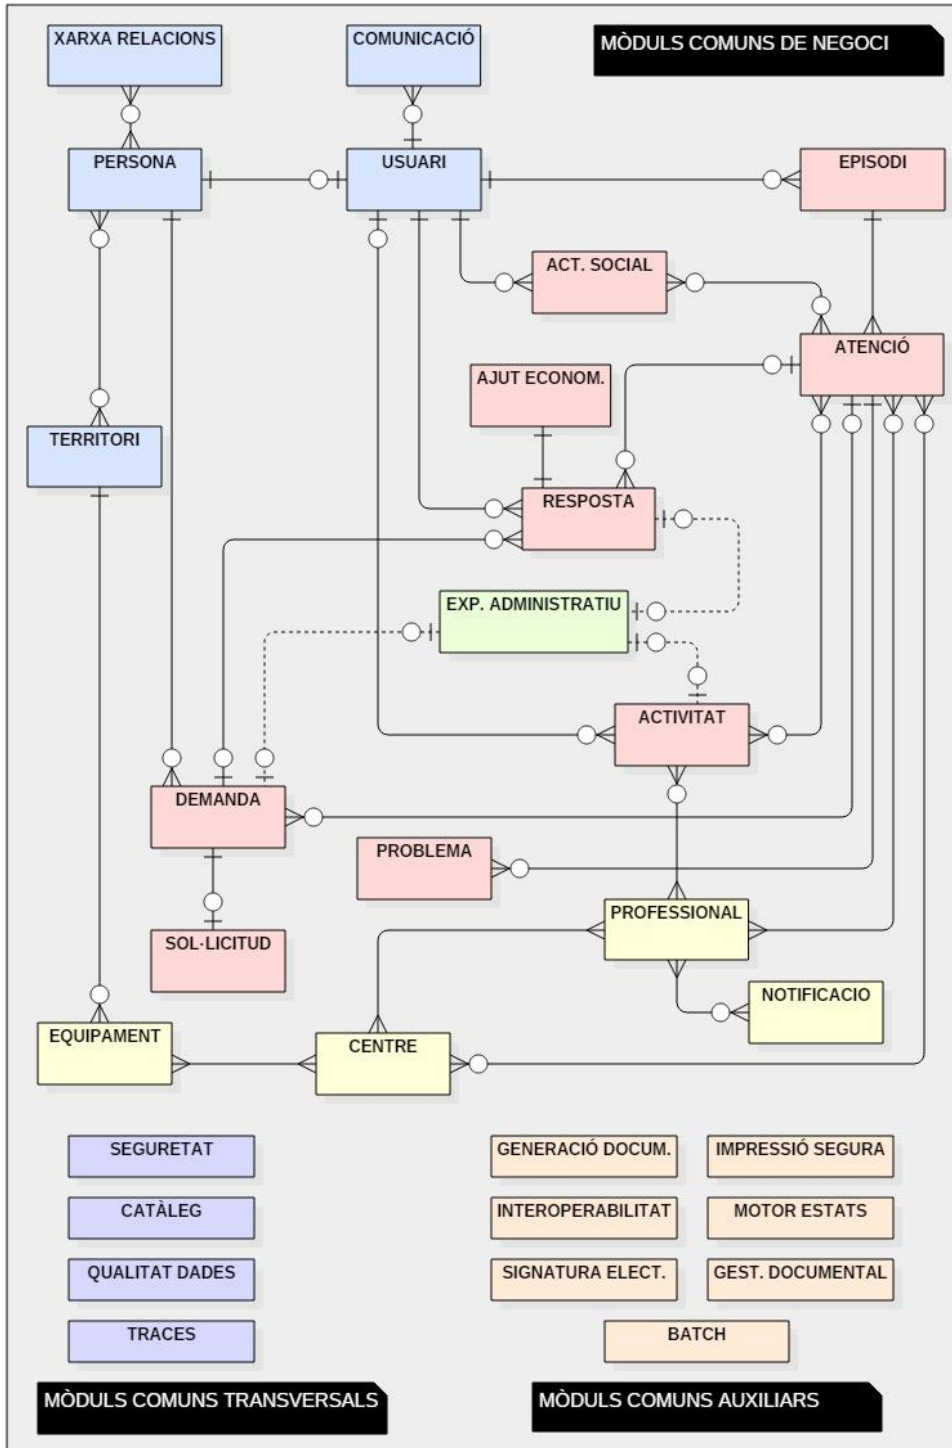 XARXA RELACIONS
COMUNICACIÓ
MÒDULS COMUNS DE NEGOCI
PERSONA
USUARI
EPISODI
ACT. SOCIAL
ATENCIÓ
AJUT ECONOM.
TERRITORI
RESPOSTA
EXP. ADMINISTRATIU
ACTIVITAT
DEMANDA
PROBLEMA
PROFESSIONAL
SOL·LICITUD
NOTIFICACIO
EQUIPAMENT
CENTRE
SEGURETAT
GENERACIÓ DOCUM.
IMPRESSIÓ SEGURA
CATÀLEG
INTEROPERABILITAT
MOTOR ESTATS
QUALITAT DADES
SIGNATURA ELECT.
GEST. DOCUMENTAL
TRACES
BATCH
MÒDULS COMUNS TRANSVERSALS
MÒDULS COMUNS AUXILIARS